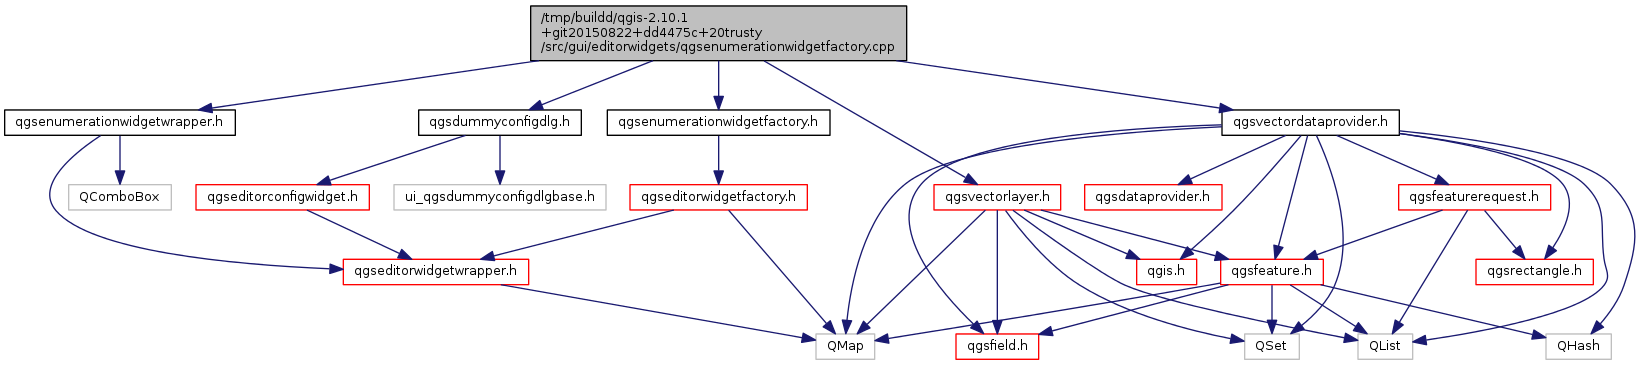 /tmp/buildd/qgis-2.10.1
+git20150822+dd4475c+20trusty
/src/gui/editorwidgets/qgsenumerationwidgetfactory.cpp
qgsenumerationwidgetwrapper.h
qgsdummyconfigdlg.h
qgsenumerationwidgetfactory.h
qgsvectordataprovider.h
QComboBox
qgseditorconfigwidget.h
ui_qgsdummyconfigdlgbase.h
qgseditorwidgetfactory.h
qgsvectorlayer.h
qgsdataprovider.h
qgsfeaturerequest.h
qgseditorwidgetwrapper.h
qgis.h
qgsfeature.h
qgsrectangle.h
QMap
qgsfield.h
QSet
QList
QHash